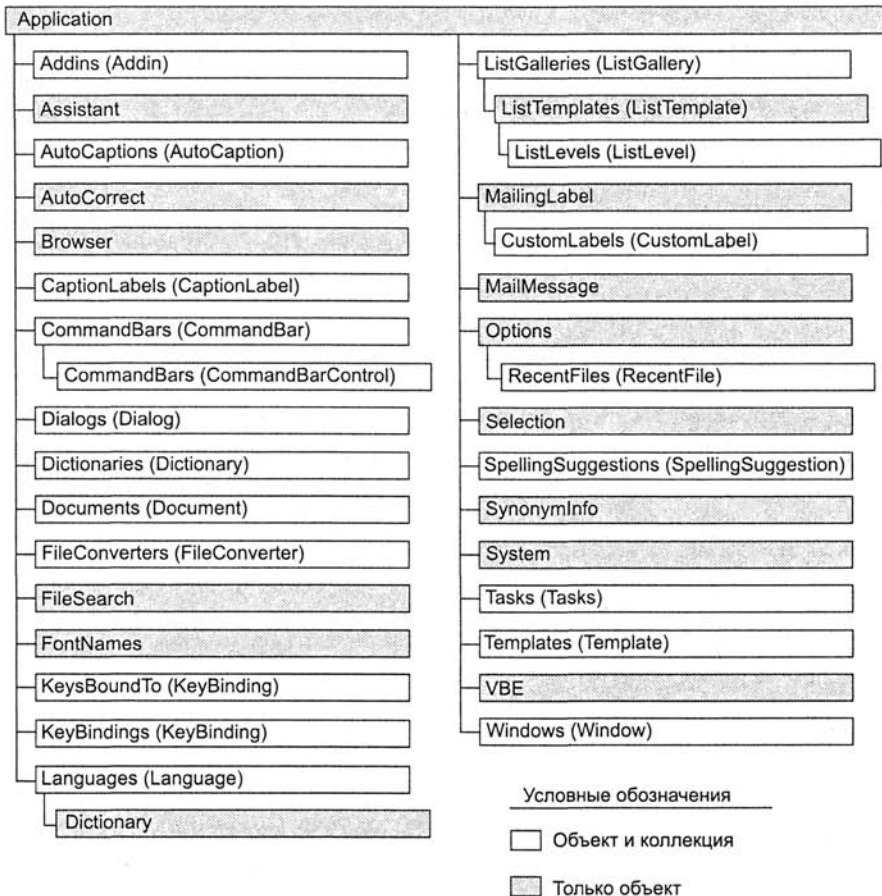 Application
Addins (Addin)
Assistant
AutoCaptions (AutoCaption)
AutoCorrect
Browser
CaptionLabels (CaptionLabel)
CommandBars (CommandBar)
CommandBars (CommandBarControl)
Dialogs (Dialog)
Dictionaries (Dictionary)
Documents (Document)
FileConverters (FileConverter)
FileSearch
FontNames
KeysBoundTo (KeyBinding)
KeyBindings (KeyBinding)
Languages (Language)
Dictionary
ListGalleries (ListGallery)
ListTemplates (ListTemplate)
ListLevels (ListLevel)
MailingLabel
CustomLabels (CustomLabel)
MailMessage
Options
RecentFiles (RecentFile)
Selection
SpellingSuggestions (SpellingSuggestion)
SynonymInfo
System
Tasks (Tasks)
Templates (Template)
VBE
Windows (Window)
Условные обозначения
Объект и коллекция
Только объект